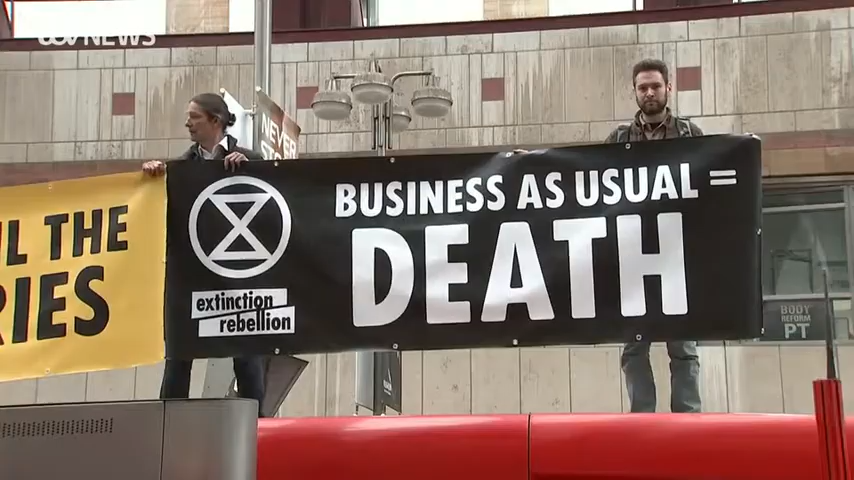 itv NEWS
NEVER
BUSINESS AS USUAL =
DEATH
extinction
rebellion
THE
RIES
BODY
REFORM
PT